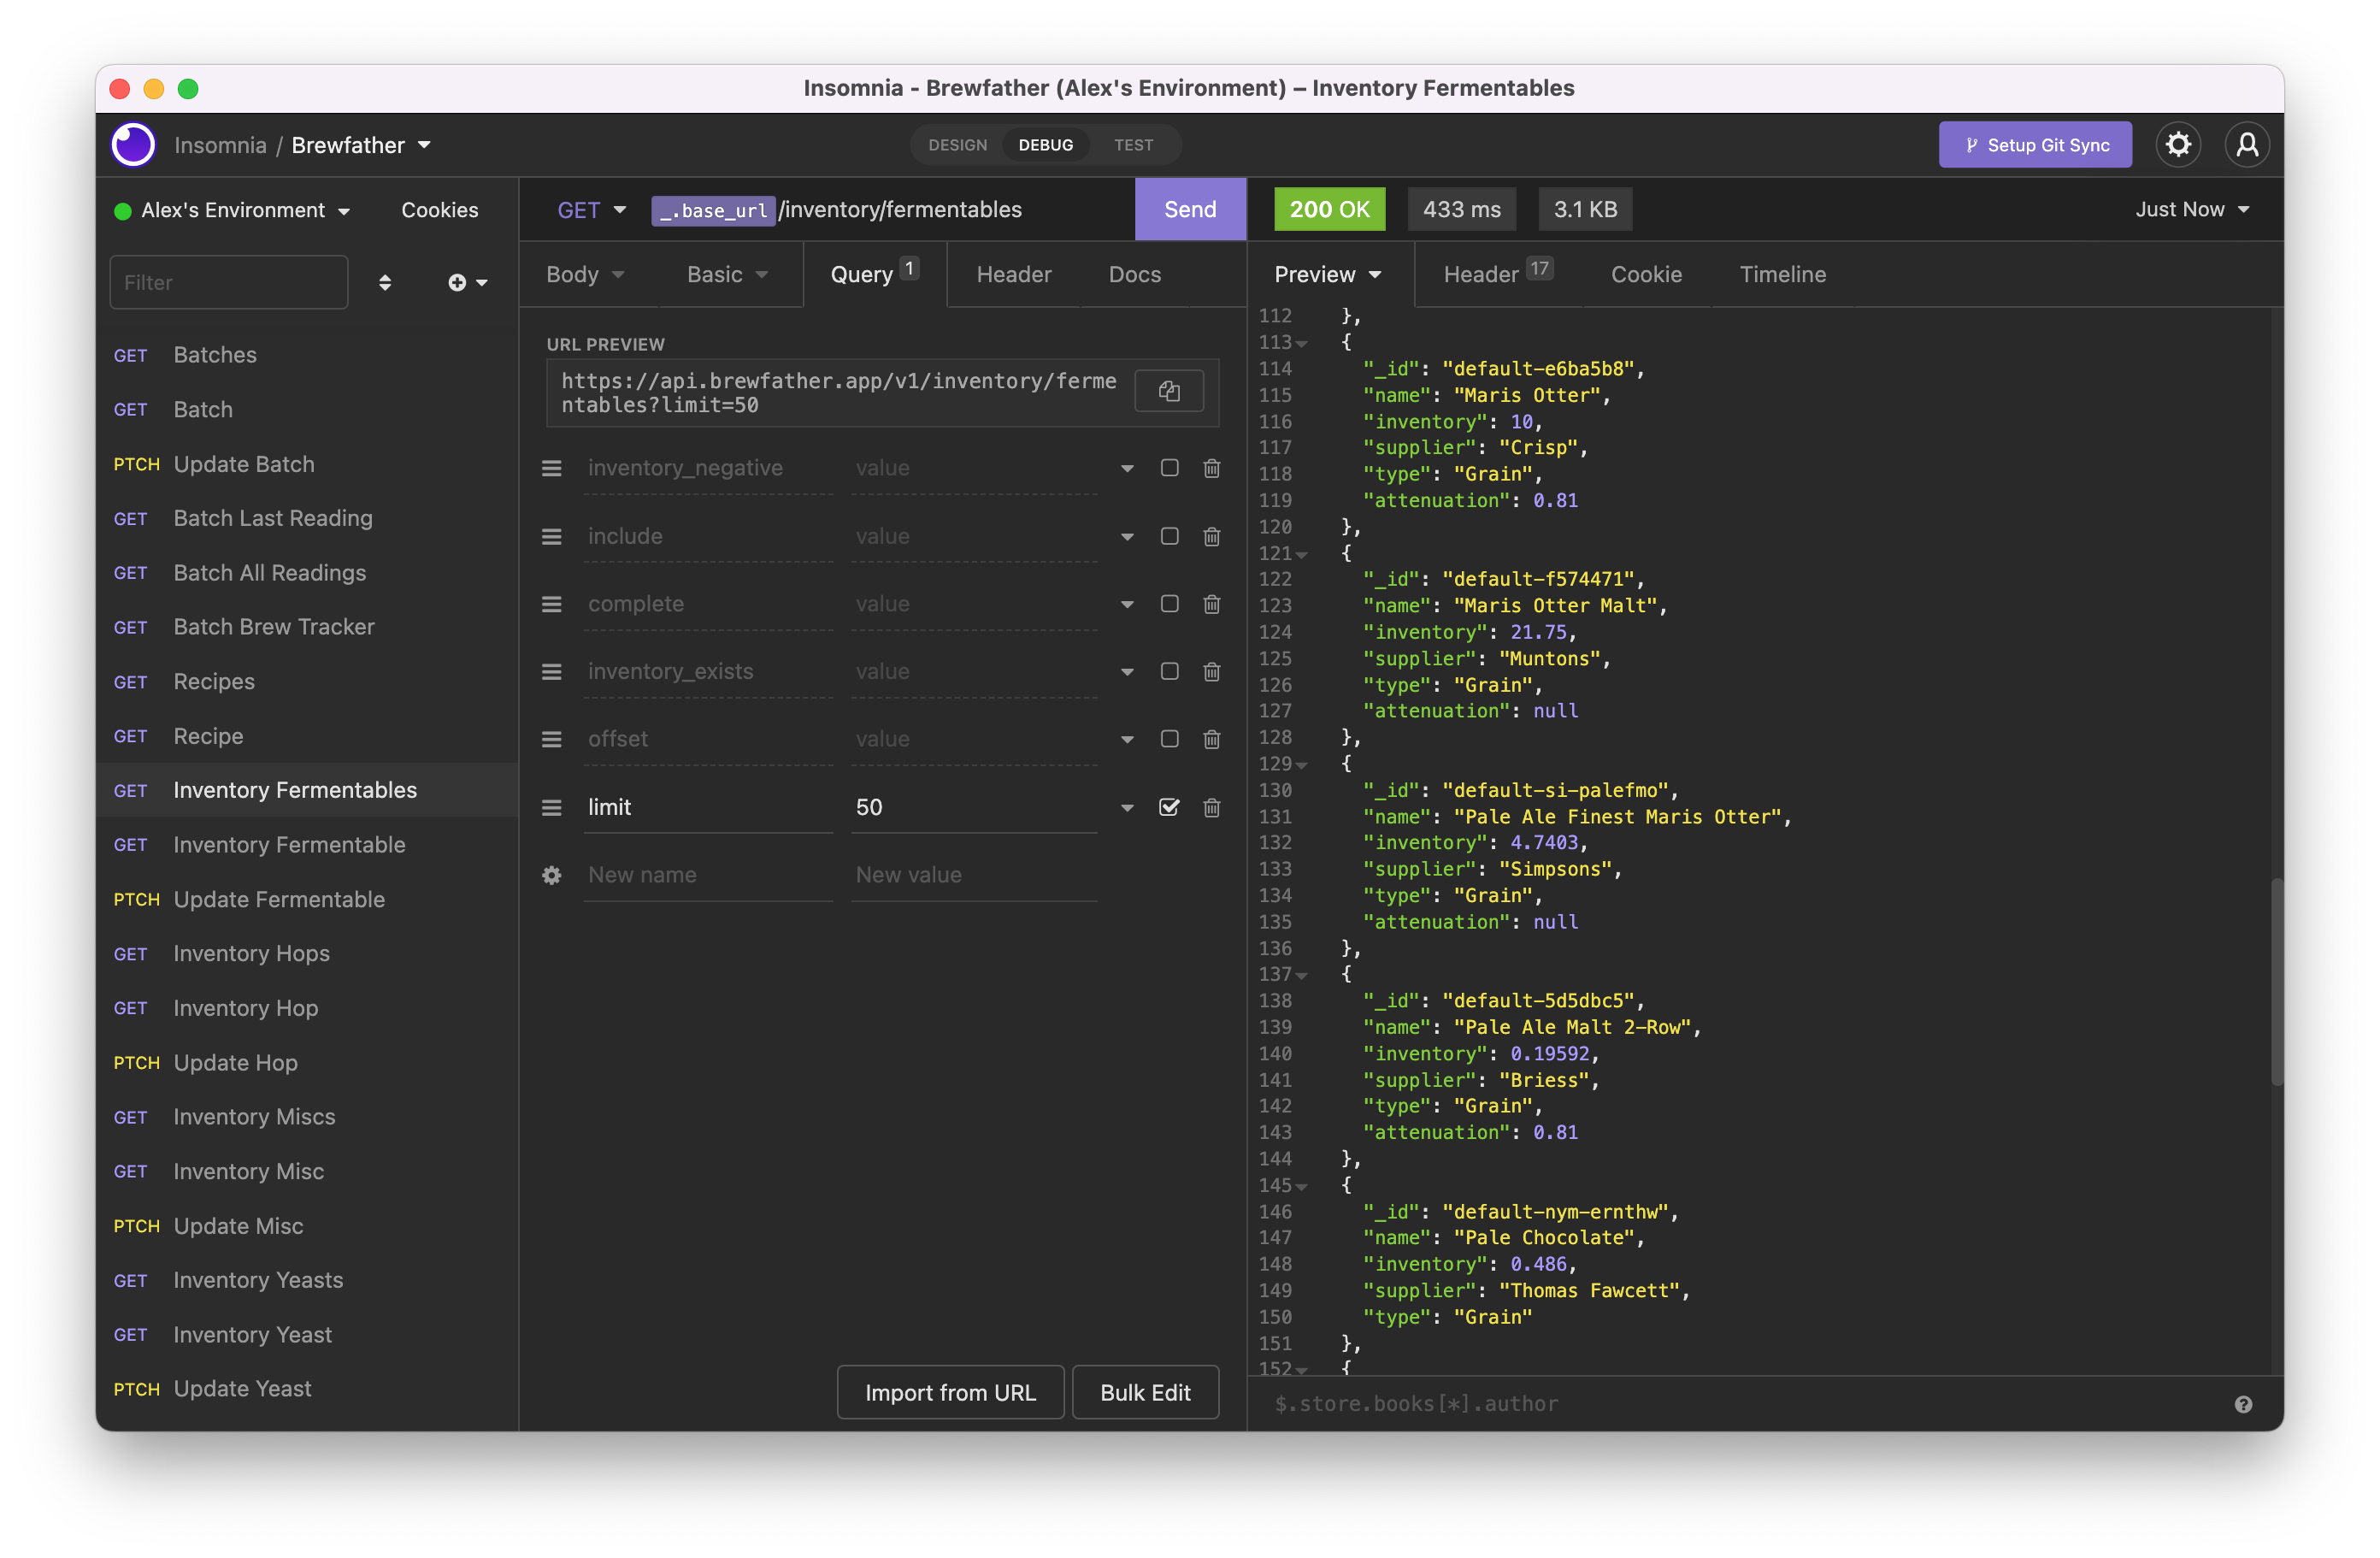 Insomnia - Brewfather (Alex's Environment) – Inventory Fermentables
Insomnia / Brewfather
DESIGN DEBUG TEST
Setup Git Sync
Alex's Environment Cookies
Filter
GET Batches
GET Batch
PTCH Update Batch
GET Batch Last Reading
GET Batch All Readings
GET Batch Brew Tracker
GET Recipes
GET Recipe
GET Inventory Fermentables
GET Inventory Fermentable
PTCH Update Fermentable
GET Inventory Hops
GET Inventory Hop
PTCH Update Hop
GET Inventory Miscs
GET Inventory Misc
PTCH Update Misc
GET Inventory Yeasts
GET Inventory Yeast
PTCH Update Yeast
GET _.base_url /inventory/fermentables Send
Body Basic Query 1 Header Docs
URL PREVIEW
https://api.brewfather.app/v1/inventory/ferme
ntables?limit=50
inventory_negative value
include value
complete value
inventory_exists value
offset value
limit 50
New name New value
Import from URL Bulk Edit
200 OK 433 ms 3.1 KB Just Now
Preview Header 17 Cookie Timeline
112 },
113 {
114 "_id": "default-e6ba5b8",
115 "name": "Maris Otter",
116 "inventory": 10,
117 "supplier": "Crisp",
118 "type": "Grain",
119 "attenuation": 0.81
120 },
121 {
122 "_id": "default-f574471",
123 "name": "Maris Otter Malt",
124 "inventory": 21.75,
125 "supplier": "Muntons",
126 "type": "Grain",
127 "attenuation": null
128 },
129 {
130 "_id": "default-si-palefmo",
131 "name": "Pale Ale Finest Maris Otter",
132 "inventory": 4.7403,
133 "supplier": "Simpsons",
134 "type": "Grain",
135 "attenuation": null
136 },
137 {
138 "_id": "default-5d5dbc5",
139 "name": "Pale Ale Malt 2-Row",
140 "inventory": 0.19592,
141 "supplier": "Briess",
142 "type": "Grain",
143 "attenuation": 0.81
144 },
145 {
146 "_id": "default-nym-ernthw",
147 "name": "Pale Chocolate",
148 "inventory": 0.486,
149 "supplier": "Thomas Fawcett",
150 "type": "Grain"
151 },
152 {
$.store.books[*].author